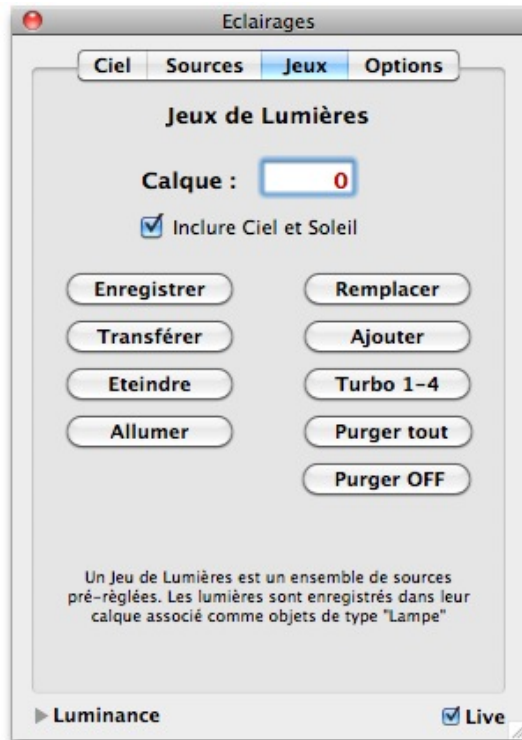 Eclairages
Ciel Sources Jeux Options
Jeux de Lumières
Calque : 0
Inclure Ciel et Soleil
Enregistrer Remplacer
Transférer Ajouter
Eteindre Turbo 1-4
Allumer Purger tout
Purger OFF
Un Jeu de Lumières est un ensemble de sources
pré-règlées. Les lumières sont enregistrés dans leur
calque associé comme objets de type "Lampe"
Luminance Live